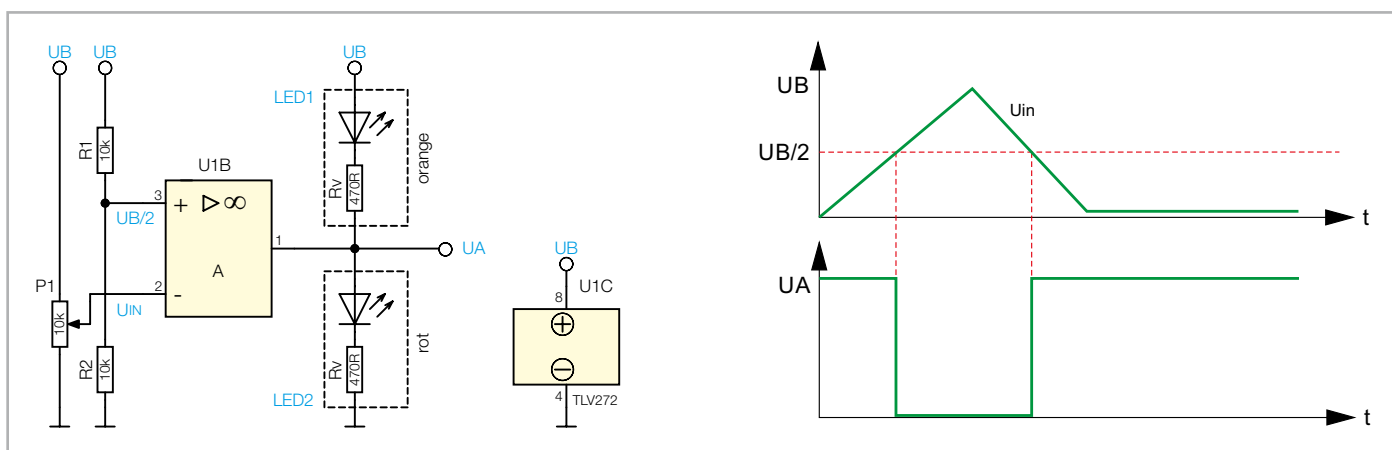 UB
UB
UB
LED1
R1
10k
U1B
Rv
470R
orange
3
+
▷ ∞
UB/2
1
UA
A
UB
P1
10k
2
-
UIN
U1C
8
Rv
470R
rot
R2
10k
LED2
4
TLV272
UB
Uin
UB/2
t
UA
t